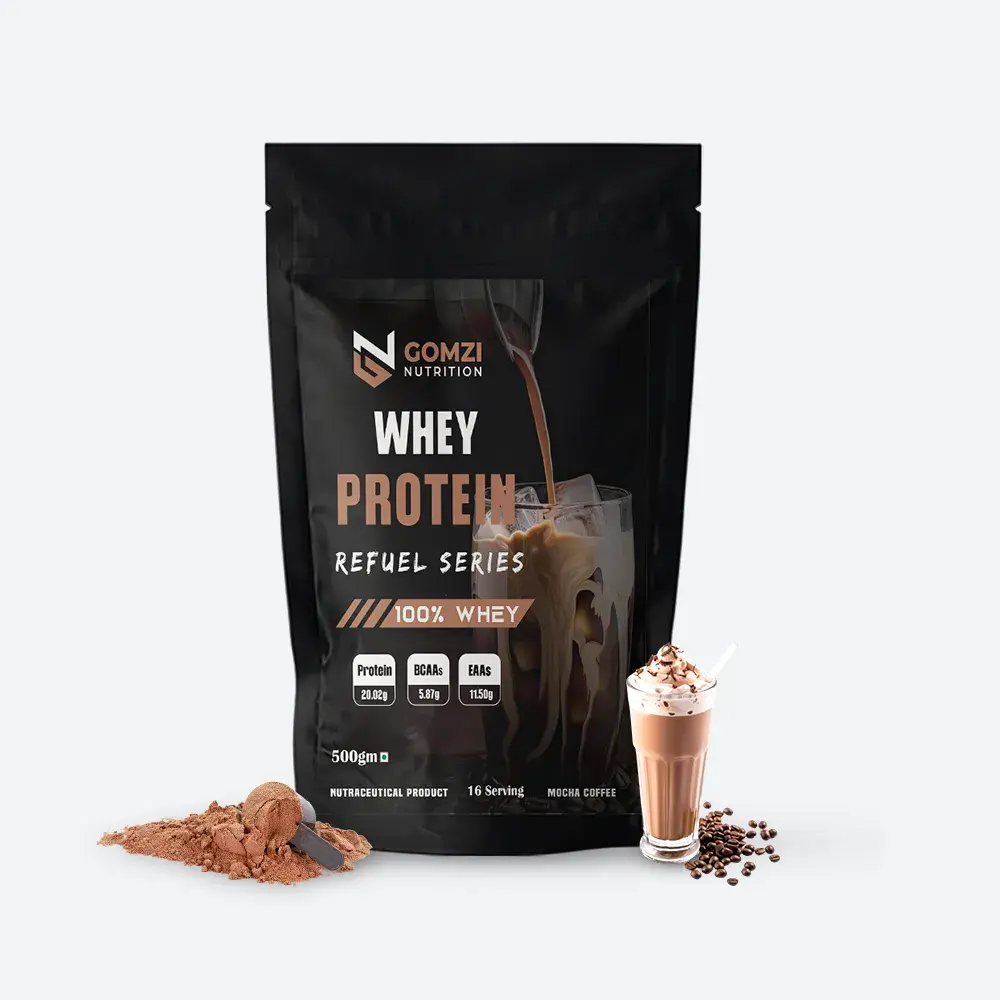 GOMZI
NUTRITION
WHEY
PROTEIN
REFUEL SERIES
100% WHEY
Protein
20.02g
BCAAs
5.87g
EAAs
11.50g
500gm
NUTRACEUTICAL PRODUCT 16 Serving MOCHA COFFEE